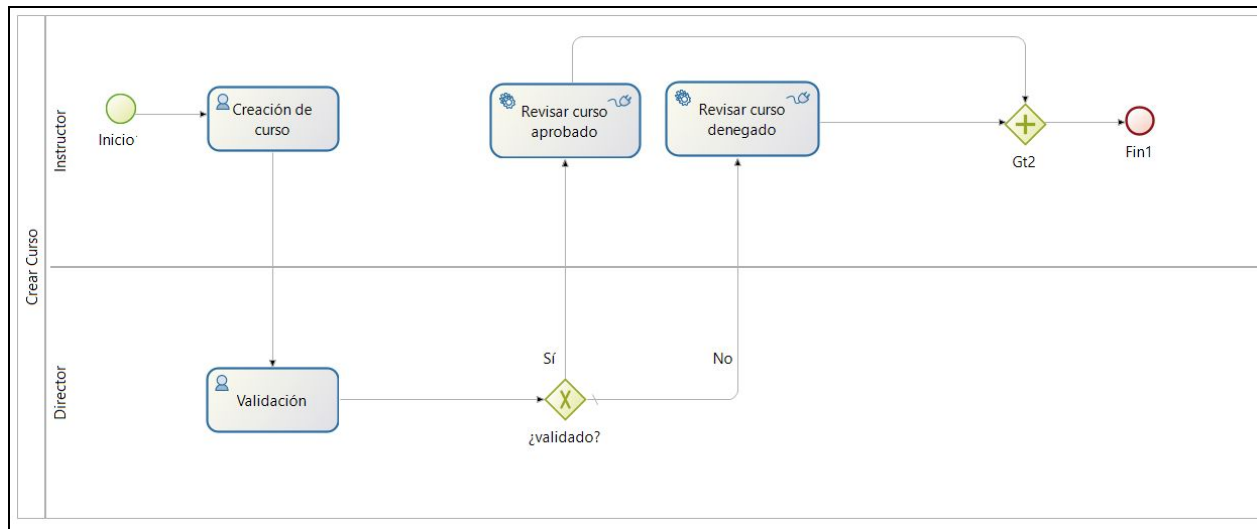 Crear Curso
Instructor
Inicio
Creación de
curso
Revisar curso
aprobado
Revisar curso
denegado
Gt2
Fin1
Director
Validación
Sí
¿validado?
No